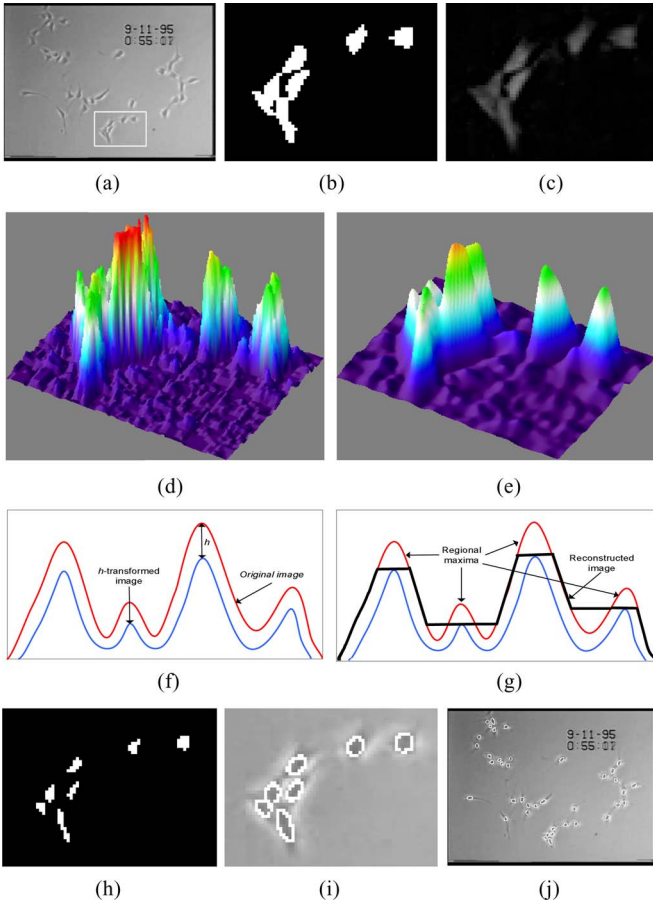 9-11-95
0:55:07
(a)
(b)
(c)
(d)
(e)
h
h-transformed
image
Original image
Regional
maxima
Reconstructed
image
(f)
(g)
9-11-95
0:55:07
(h)
(i)
(j)